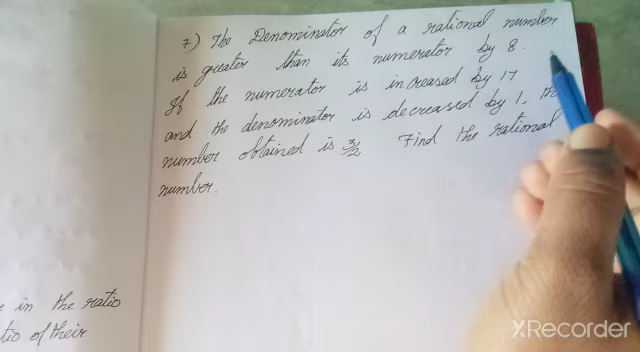 7) The Denominator of a rational number
is greater than its numerator by 8.
If the numerator is increased by 17
and the denominator is decreased by 1, the
number obtained is 3/2 Find the rational
number.
e in the ratio
tio of their
XRecorder